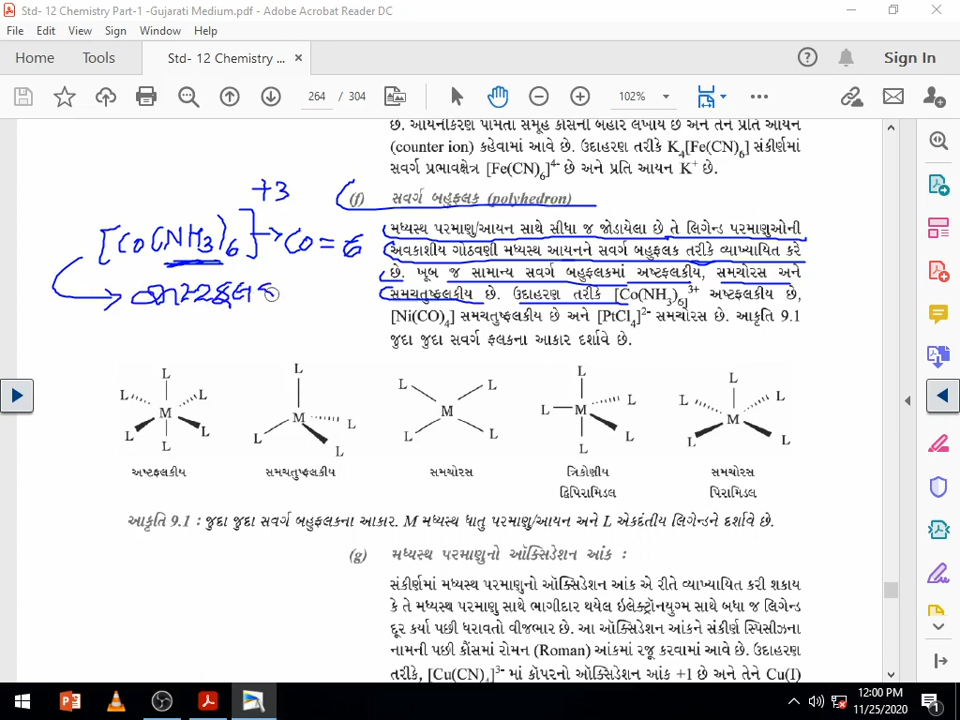 Std- 12 Chemistry Part-1 -Gujarati Medium.pdf - Adobe Acrobat Reader DC
File Edit View Sign Window Help
Home Tools Std- 12 Chemistry ... × Sign In
264 / 304 102%
છે. આયનીકરણ પામતો સમૂહ કૌંસની બહાર લખાય છે અને તેને પ્રતિ આયન
(counter ion) કહેવામાં આવે છે. ઉદાહરણ તરીકે K₄[Fe(CN)₆] સંકીર્ણમાં
સવર્ગ પ્રભાવક્ષેત્ર [Fe(CN)₆]⁴⁻ છે અને પ્રતિ આયન K⁺ છે.
+3
(f) સવર્ગ બહુફલક (polyhedron)
[Co(NH3)6] → Co = 6
મધ્યસ્થ પરમાણુ/આયન સાથે સીધા જ જોડાયેલા છે તે લિગેન્ડ પરમાણુઓની
અવકાશીય ગોઠવણી મધ્યસ્થ આયનને સવર્ગ બહુફલક તરીકે વ્યાખ્યાયિત કરે
છે. ખૂબ જ સામાન્ય સવર્ગ બહુફલકમાં અષ્ટફલકીય, સમચોરસ અને
સમચતુષ્ફલકીય છે. ઉદાહરણ તરીકે [Co(NH₃)₆]³⁺ અષ્ટફલકીય છે,
[Ni(CO)₄] સમચતુષ્ફલકીય છે અને [PtCl₄]²⁻ સમચોરસ છે. આકૃતિ 9.1
જુદા જુદા સવર્ગ ફલકના આકાર દર્શાવે છે.
L L L L L L M
L L L L M
L L L L M
L L L L L M
L L L L L M
અષ્ટફલકીય સમચતુષ્ફલકીય સમચોરસ ત્રિકોણીય દ્વિપિરામિડલ સમચોરસ પિરામિડલ
આકૃતિ 9.1 : જુદા જુદા સવર્ગ બહુફલકના આકાર. M મધ્યસ્થ ધાતુ પરમાણુ/આયન અને L એકદંતીય લિગેન્ડને દર્શાવે છે.
(g) મધ્યસ્થ પરમાણુનો ઑક્સિડેશન આંક :
સંકીર્ણમાં મધ્યસ્થ પરમાણુનો ઑક્સિડેશન આંક એ રીતે વ્યાખ્યાયિત કરી શકાય
કે તે મધ્યસ્થ પરમાણુ સાથે ભાગીદાર થયેલ ઇલેક્ટ્રૉનયુગ્મ સાથે બધા જ લિગેન્ડ
દૂર કર્યા પછી ધરાવતો વીજભાર છે. આ ઑક્સિડેશન આંકને સંકીર્ણ સ્પિસીઝના
નામની પછી કૌંસમાં રોમન (Roman) આંકમાં રજૂ કરવામાં આવે છે. ઉદાહરણ
તરીકે, [Cu(CN)₄]³⁻ માં કૉપરનો ઑક્સિડેશન આંક +1 છે અને તેને Cu(I)
12:00 PM
11/25/2020